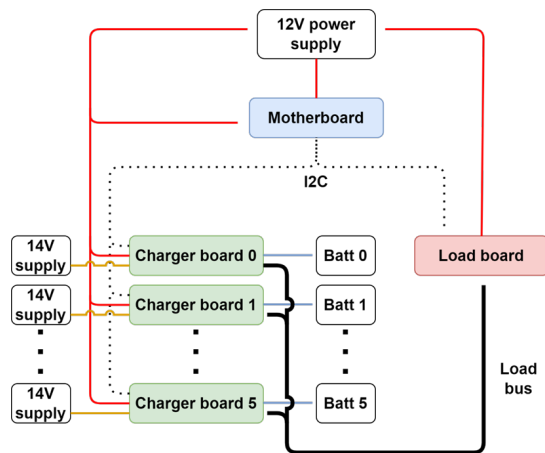 12V power
supply
Motherboard
I2C
14V
supply
Charger board 0
Batt 0
Load board
14V
supply
Charger board 1
Batt 1
Load
bus
14V
supply
Charger board 5
Batt 5